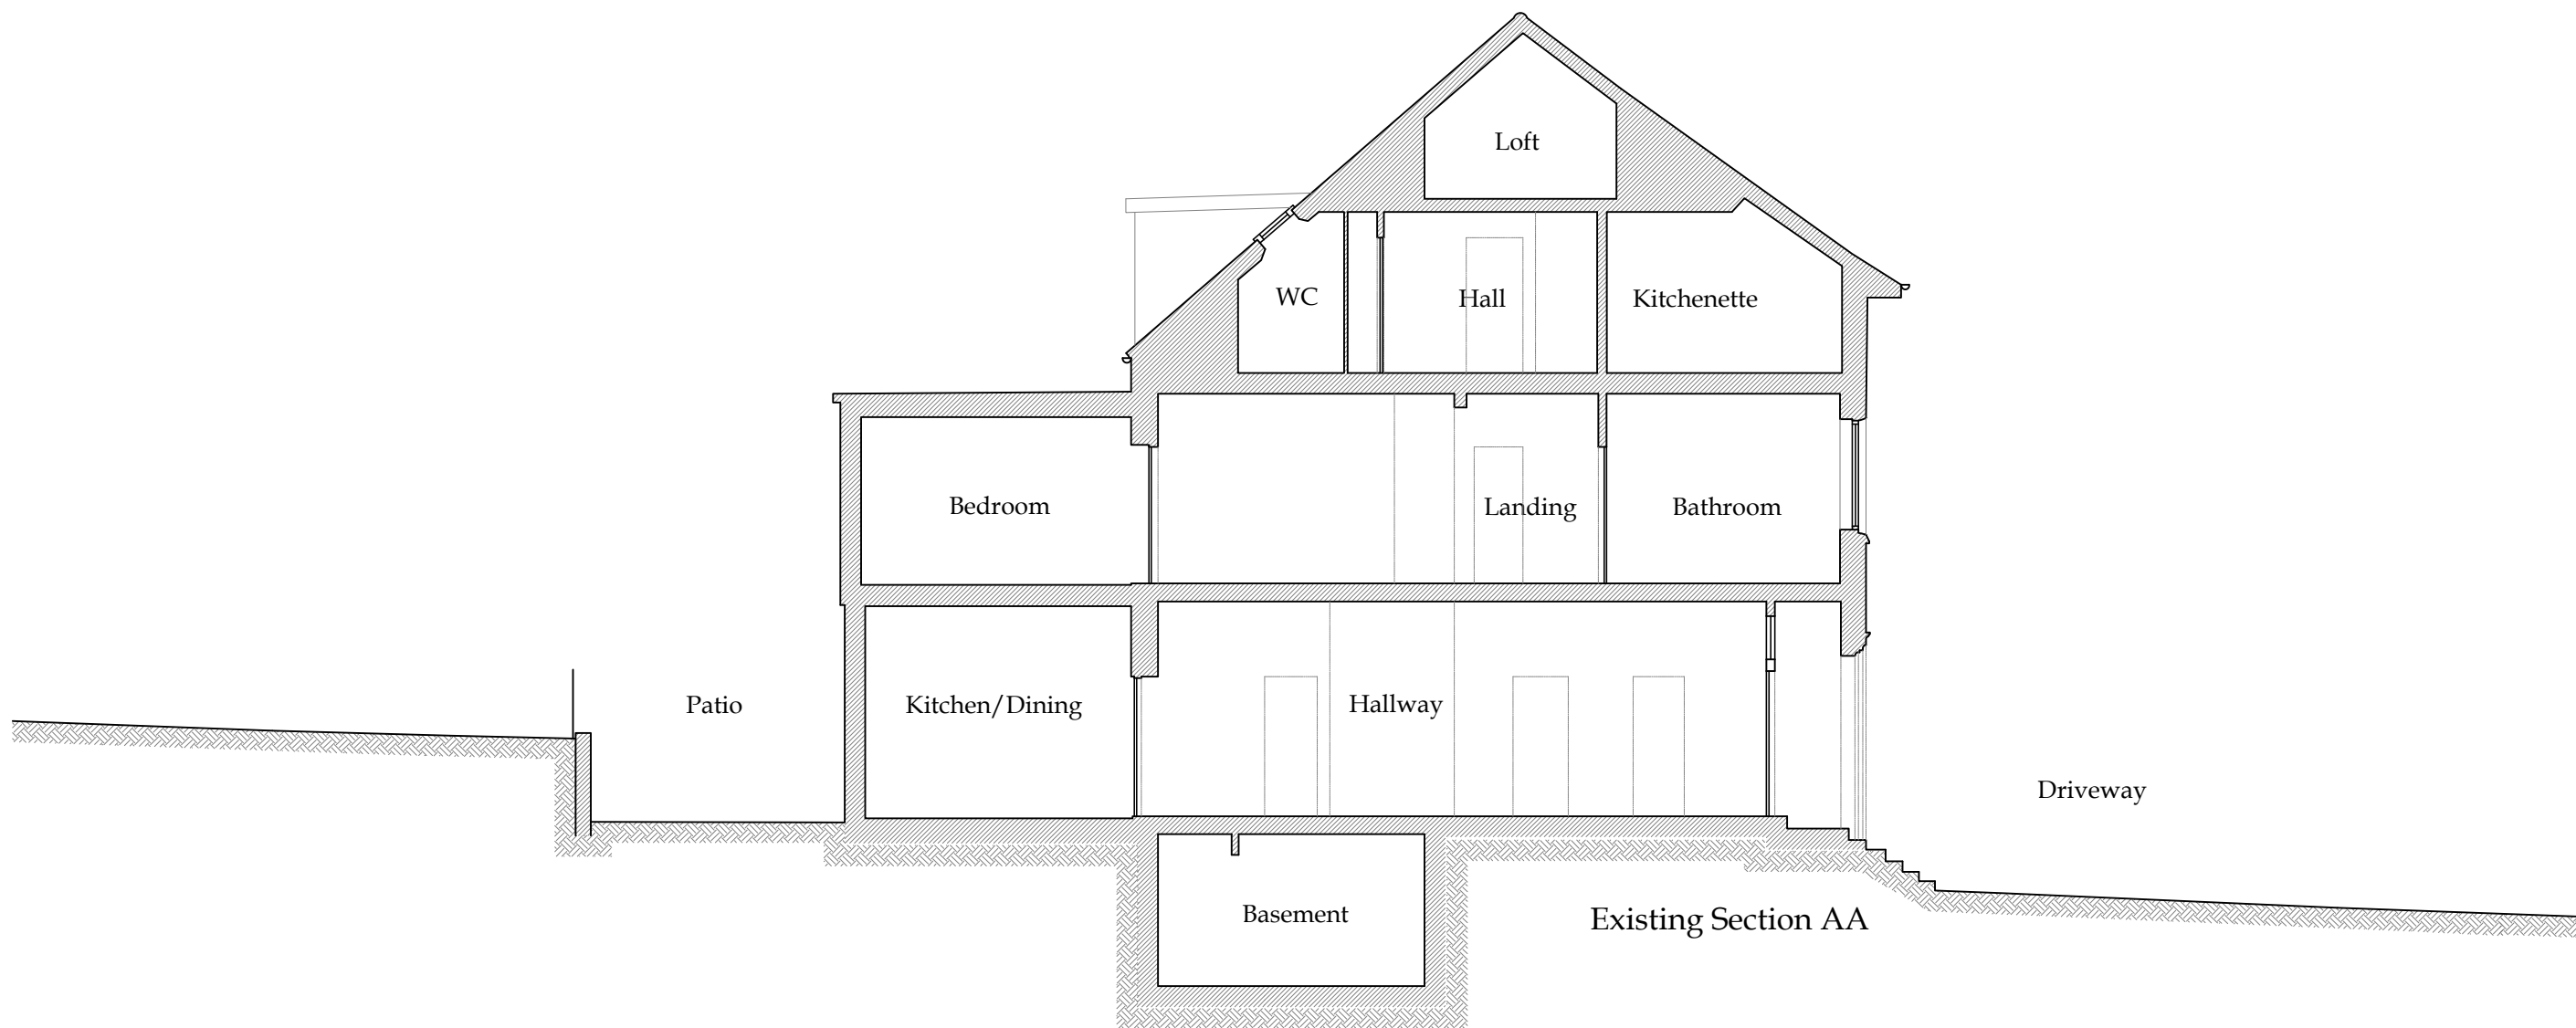 Loft
WC
Hall
Kitchenette
Bedroom
Landing
Bathroom
Patio
Kitchen/Dining
Hallway
Driveway
Basement
Existing Section AA